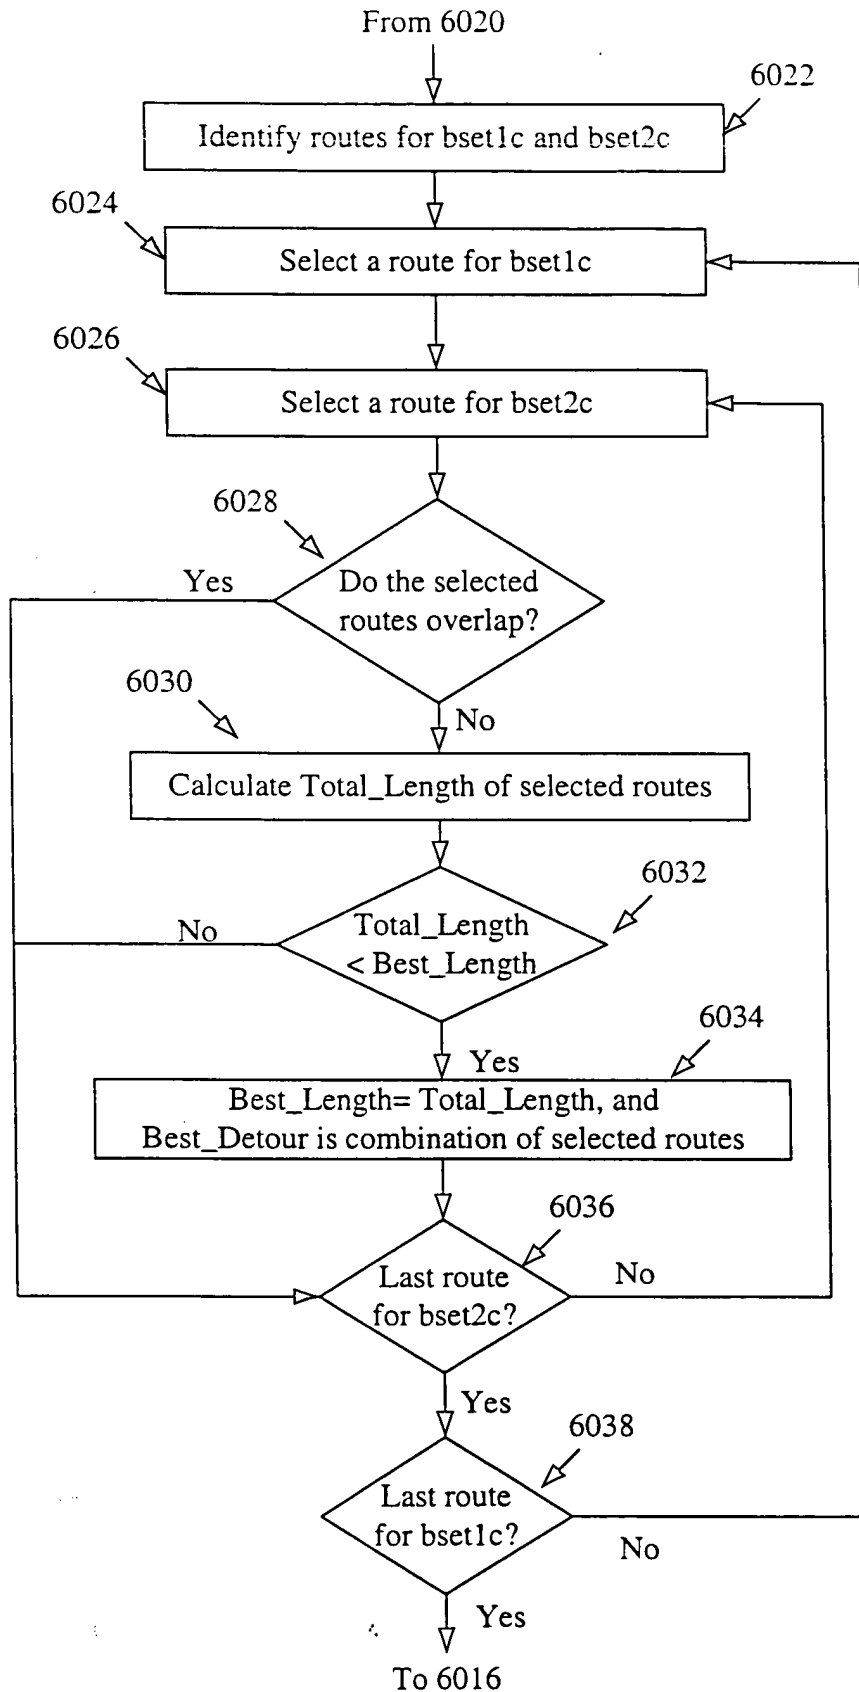 From 6020
6022
Identify routes for bset1c and bset2c
6024
Select a route for bset1c
6026
Select a route for bset2c
6028
Yes
Do the selected
routes overlap?
6030
No
Calculate Total_Length of selected routes
6032
No
Total_Length
< Best_Length
6034
Yes
Best_Length= Total_Length, and
Best_Detour is combination of selected routes
6036
Last route
for bset2c?
No
Yes
6038
Last route
for bset1c?
No
Yes
To 6016